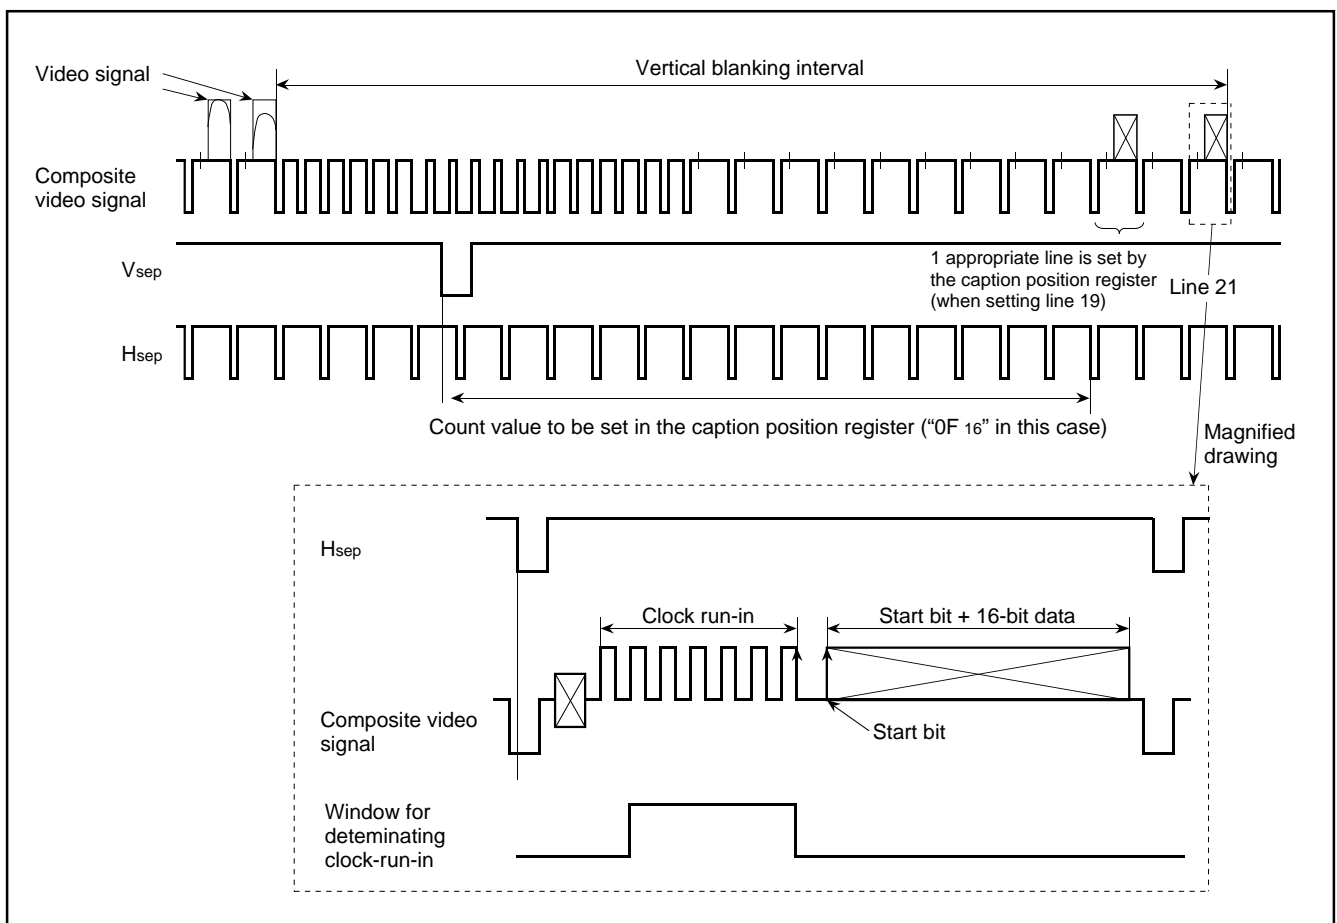 Video signal
Vertical blanking interval
Composite
video signal
Vsep
1 appropriate line is set by
the caption position register
(when setting line 19)
Line 21
Hsep
Count value to be set in the caption position register (“0F 16” in this case)
Magnified
drawing
Hsep
Clock run-in
Start bit + 16-bit data
Composite video
signal
Start bit
Window for
deteminating
clock-run-in